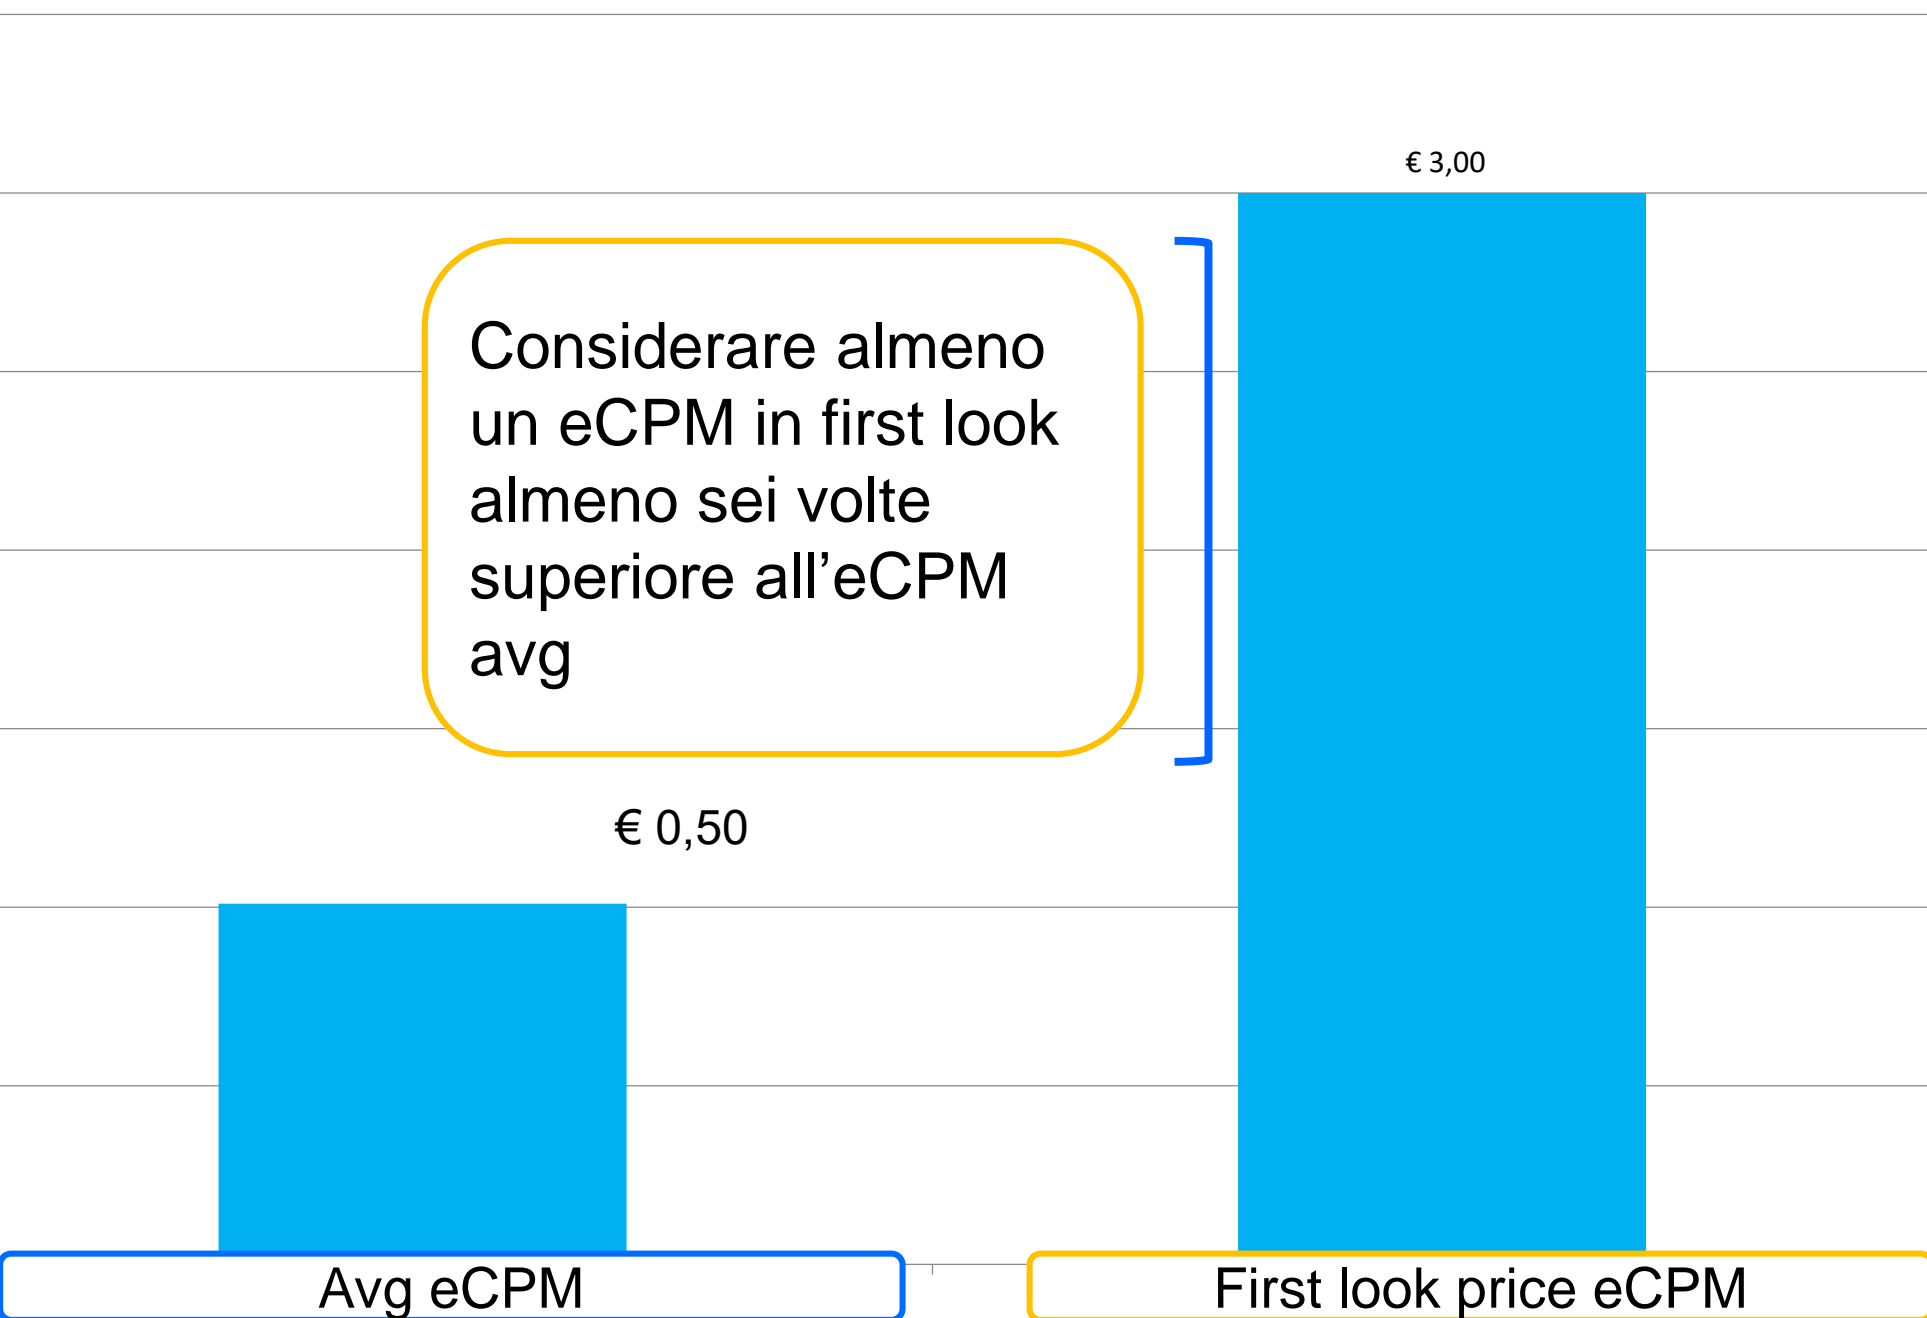 € 3,00
Considerare almeno
un eCPM in first look
almeno sei volte
superiore all’eCPM
avg
€ 0,50
Avg eCPM
First look price eCPM